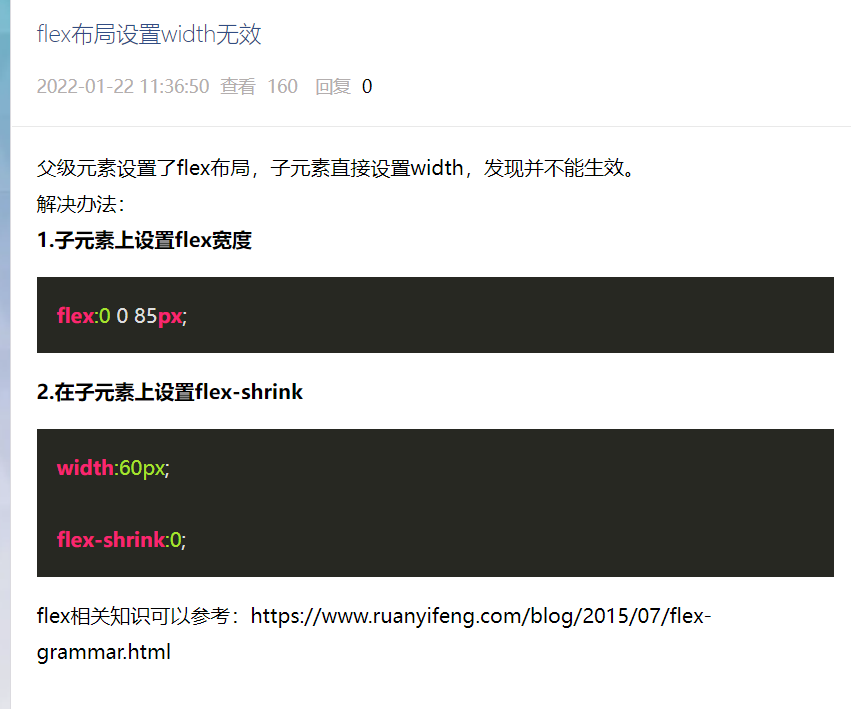 flex布局设置width无效
2022-01-22 11:36:50 查看 160 回复 0
父级元素设置了flex布局，子元素直接设置width，发现并不能生效。
解决办法：
1.子元素上设置flex宽度
flex:0 0 85px;
2.在子元素上设置flex-shrink
width:60px;
flex-shrink:0;
flex相关知识可以参考：https://www.ruanyifeng.com/blog/2015/07/flex-
grammar.html